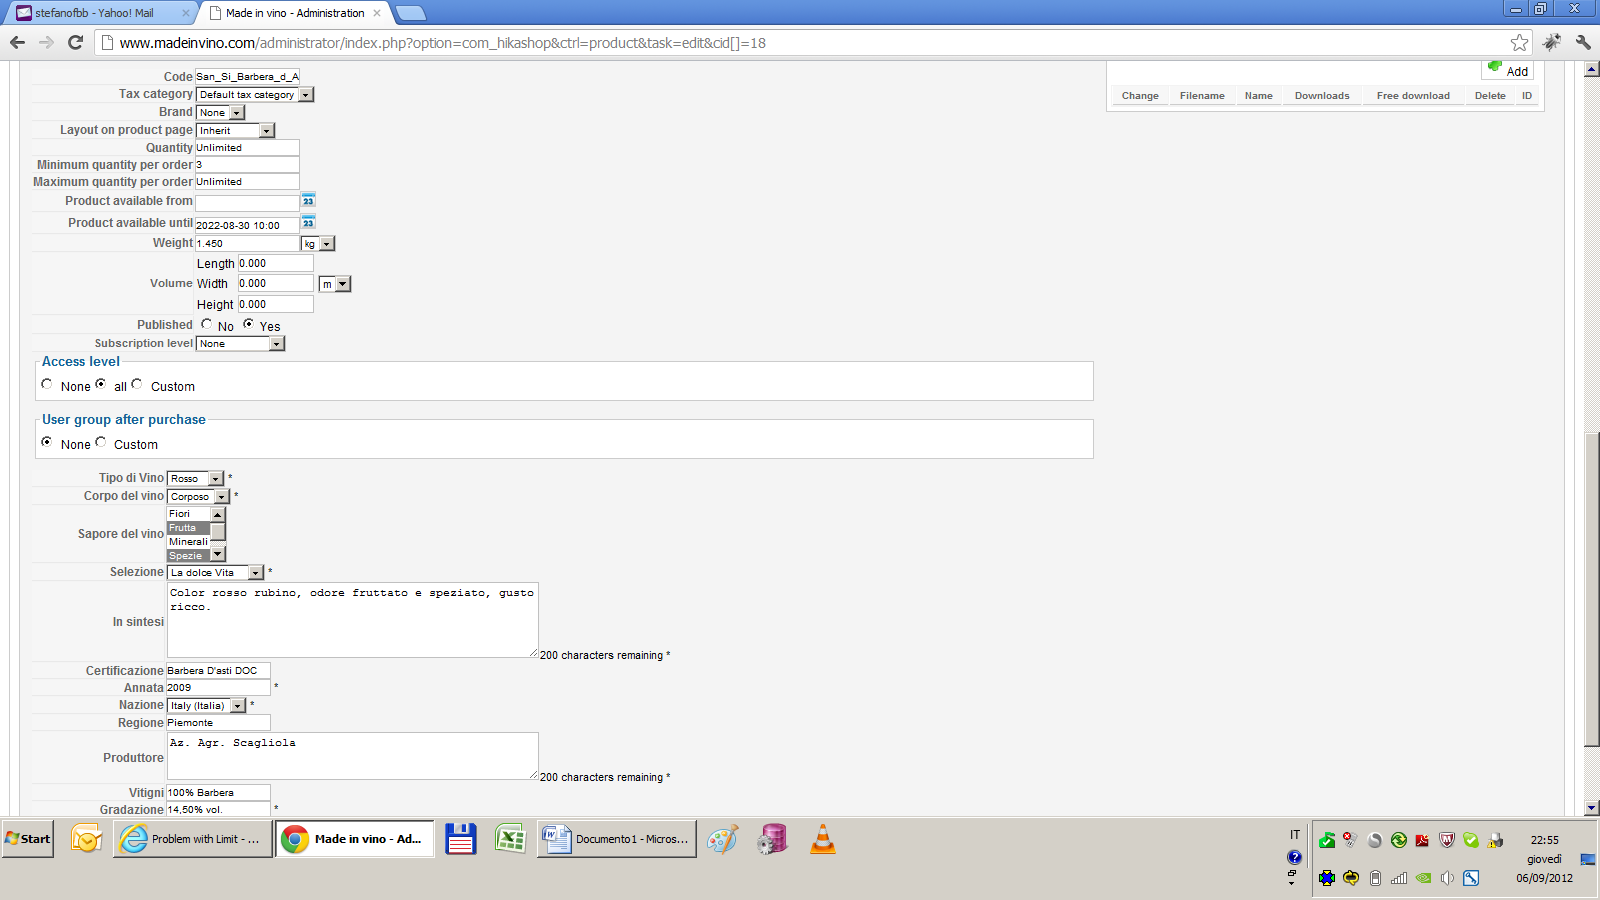 stefanofbb - Yahoo! Mail
Made in vino - Administration
www.madeinvino.com/administrator/index.php?option=com_hikashop&ctrl=product&task=edit&cid[]=18
Code San_Si_Barbera_d_A
Tax category Default tax category
Brand None
Layout on product page Inherit
Quantity Unlimited
Minimum quantity per order 3
Maximum quantity per order Unlimited
Product available from 23
Product available until 2022-08-30 10:00 23
Weight 1.450 kg
Volume
Length 0.000
Width 0.000 m
Height 0.000
Published No Yes
Subscription level None
Access level
None all Custom
User group after purchase
None Custom
Tipo di Vino Rosso *
Corpo del vino Corposo *
Sapore del vino
Fiori
Frutta
Minerali
Spezie
Selezione La dolce Vita *
In sintesi
Color rosso rubino, odore fruttato e speziato, gusto
ricco.
200 characters remaining *
Certificazione Barbera D'asti DOC
Annata 2009 *
Nazione Italy (Italia) *
Regione Piemonte
Produttore
Az. Agr. Scagliola
200 characters remaining *
Vitigni 100% Barbera
Gradazione 14,50% vol. *
Add
Change Filename Name Downloads Free download Delete ID
Start
Problem with Limit - ...
Made in vino - Ad...
Documento1 - Micros...
IT
22:55
giovedì
06/09/2012